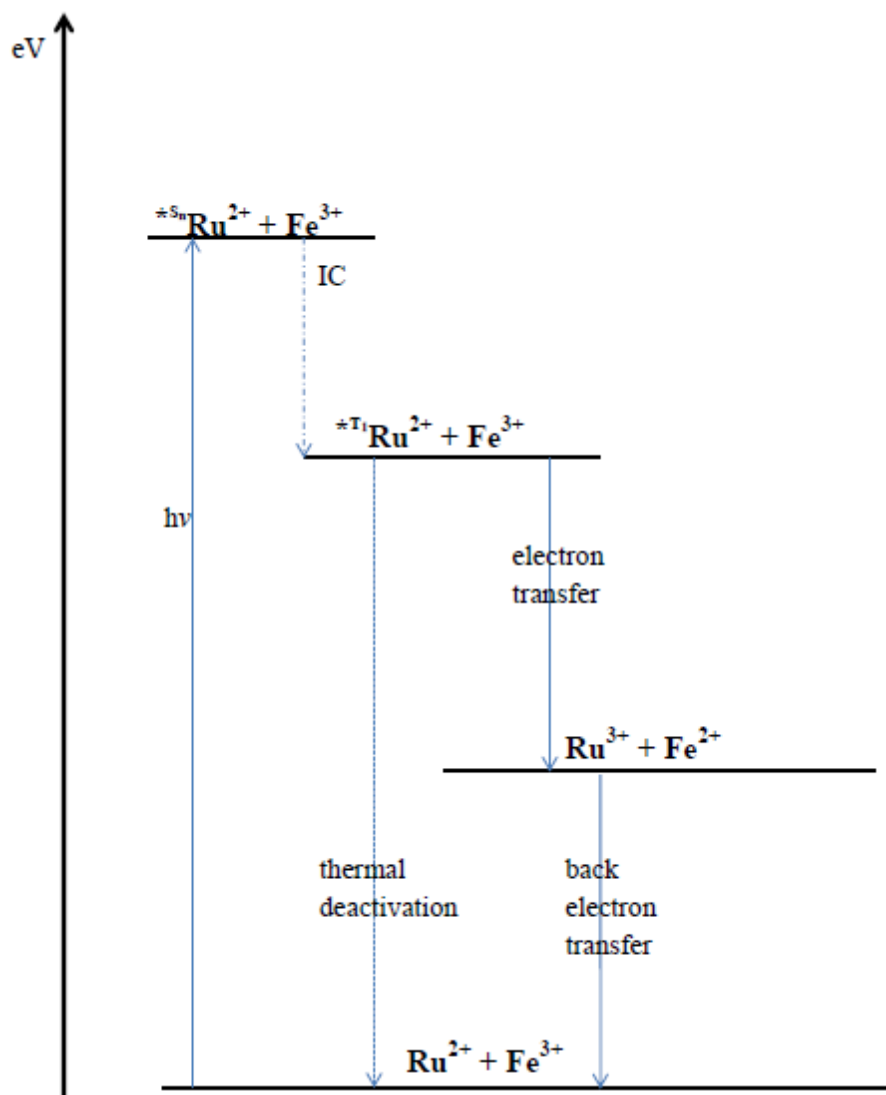 eV
*SₙRu²⁺ + Fe³⁺
IC
*T₁Ru²⁺ + Fe³⁺
hν
electron
transfer
Ru³⁺ + Fe²⁺
thermal
deactivation
back
electron
transfer
Ru²⁺ + Fe³⁺